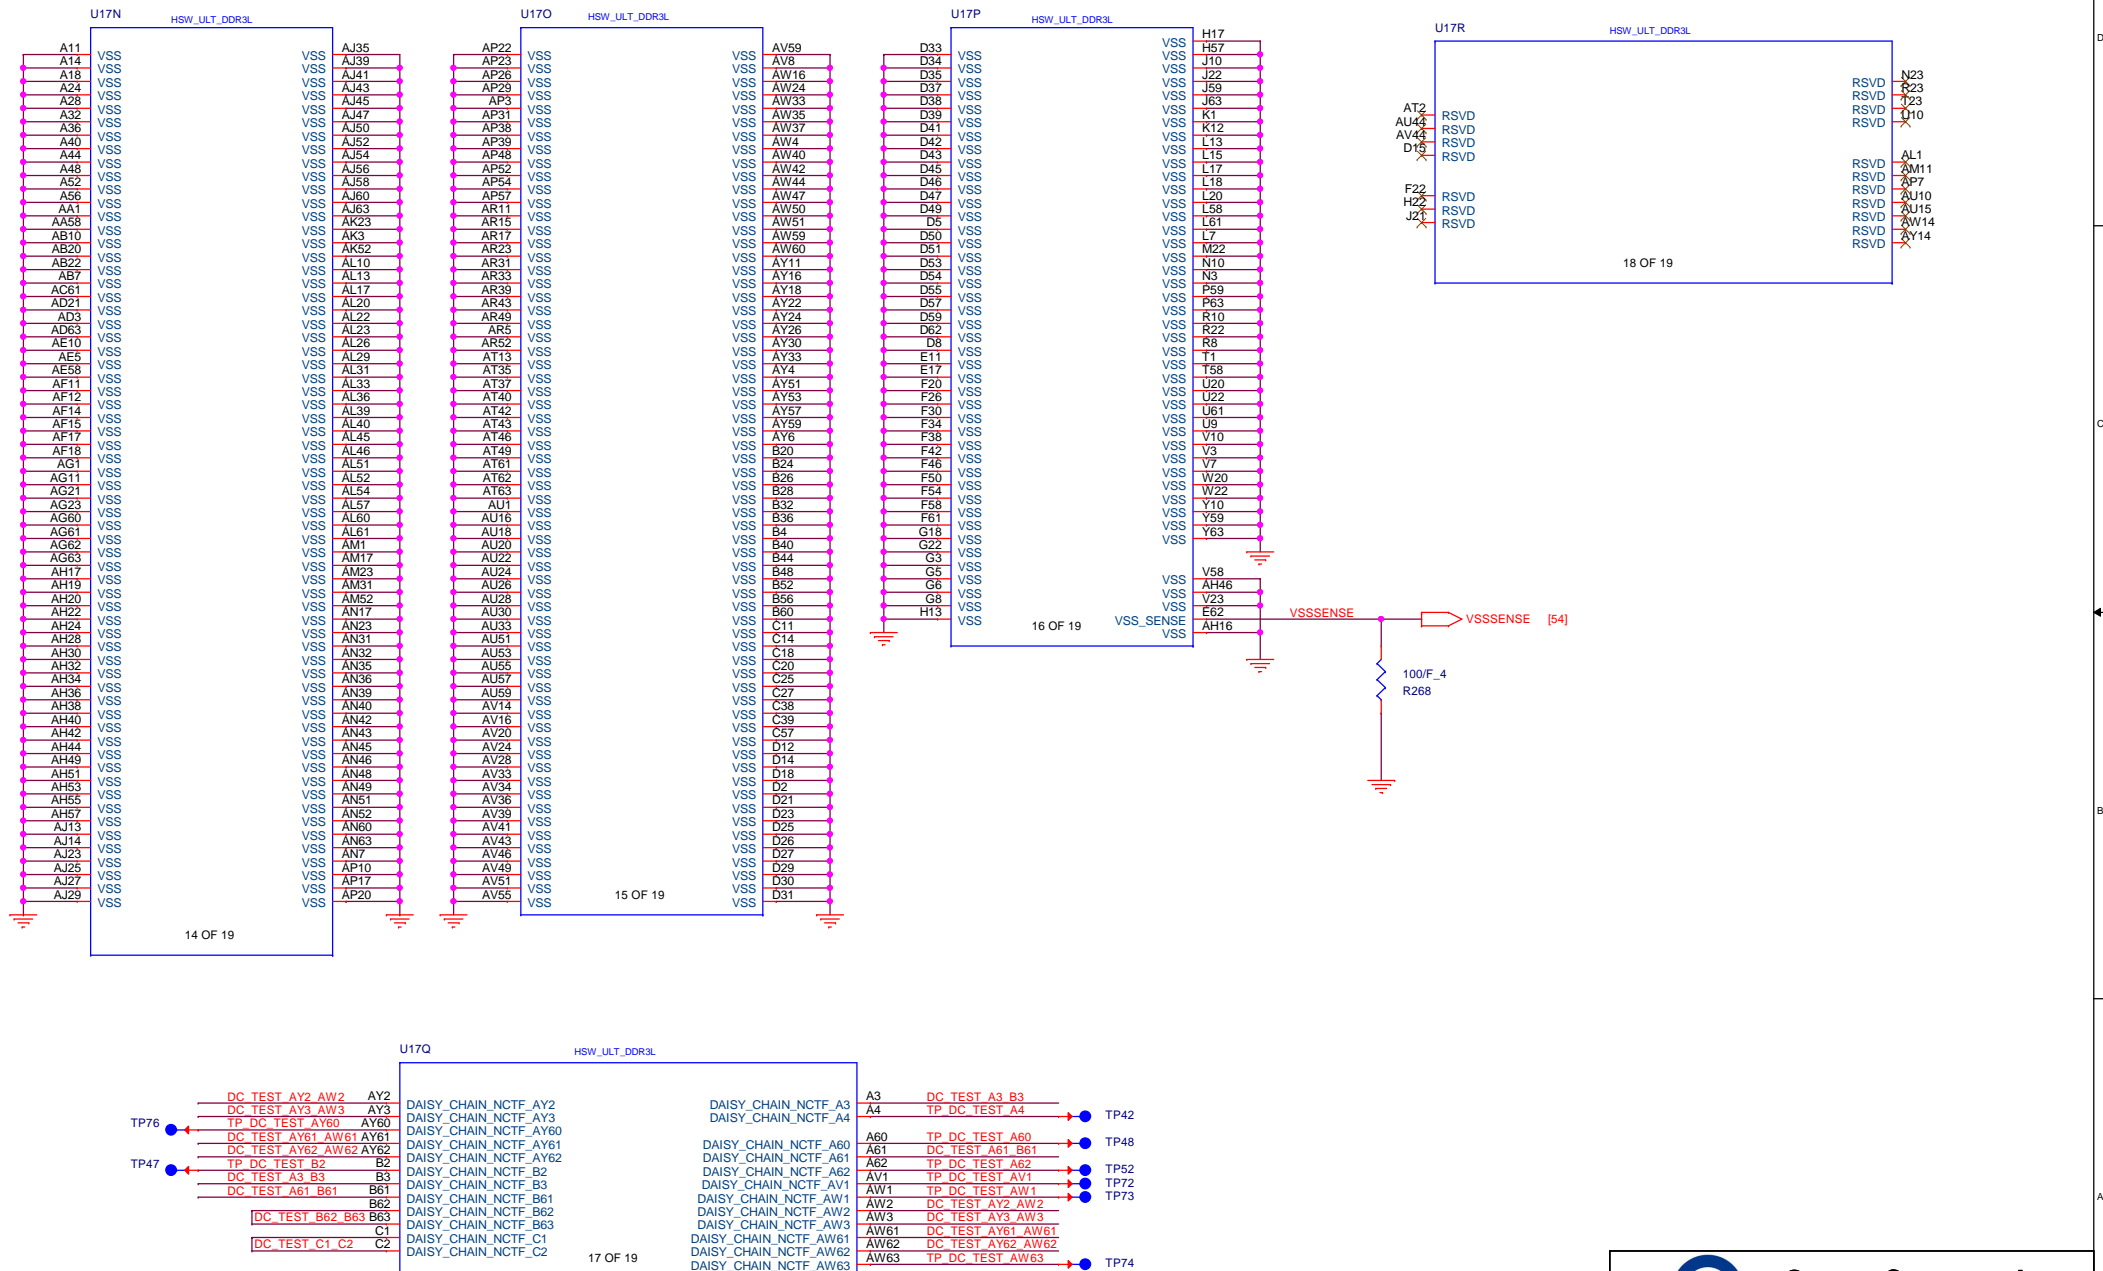 U17N
HSW_ULT_DDR3L
A11 VSS VSS AJ35
A14 VSS VSS AJ39
A18 VSS VSS AJ41
A24 VSS VSS AJ43
A28 VSS VSS AJ45
A32 VSS VSS AJ47
A36 VSS VSS AJ50
A40 VSS VSS AJ52
A44 VSS VSS AJ54
A48 VSS VSS AJ56
A52 VSS VSS AJ58
A56 VSS VSS AJ60
AA1 VSS VSS AJ63
AA58 VSS VSS AK23
AB10 VSS VSS AK3
AB20 VSS VSS AK52
AB22 VSS VSS AL10
AB7 VSS VSS AL13
AC61 VSS VSS AL17
AD21 VSS VSS AL20
AD3 VSS VSS AL22
AD63 VSS VSS AL23
AE10 VSS VSS AL26
AE5 VSS VSS AL29
AE58 VSS VSS AL31
AF11 VSS VSS AL33
AF12 VSS VSS AL36
AF14 VSS VSS AL39
AF15 VSS VSS AL40
AF17 VSS VSS AL45
AF18 VSS VSS AL46
AG1 VSS VSS AL51
AG11 VSS VSS AL52
AG21 VSS VSS AL54
AG23 VSS VSS AL57
AG60 VSS VSS AL60
AG61 VSS VSS AL61
AG62 VSS VSS AM1
AG63 VSS VSS AM17
AH17 VSS VSS AM23
AH19 VSS VSS AM31
AH20 VSS VSS AM52
AH22 VSS VSS AN17
AH24 VSS VSS AN23
AH28 VSS VSS AN31
AH30 VSS VSS AN32
AH32 VSS VSS AN35
AH34 VSS VSS AN36
AH36 VSS VSS AN39
AH38 VSS VSS AN40
AH40 VSS VSS AN42
AH42 VSS VSS AN43
AH44 VSS VSS AN45
AH49 VSS VSS AN46
AH51 VSS VSS AN48
AH53 VSS VSS AN49
AH55 VSS VSS AN51
AH57 VSS VSS AN52
AJ13 VSS VSS AN60
AJ14 VSS VSS AN63
AJ23 VSS VSS AN7
AJ25 VSS VSS AP10
AJ27 VSS VSS AP17
AJ29 VSS VSS AP20
14 OF 19
U17O
HSW_ULT_DDR3L
AP22 VSS VSS AV59
AP23 VSS VSS AV8
AP26 VSS VSS AW16
AP29 VSS VSS AW24
AP3 VSS VSS AW33
AP31 VSS VSS AW35
AP38 VSS VSS AW37
AP39 VSS VSS AW4
AP48 VSS VSS AW40
AP52 VSS VSS AW42
AP54 VSS VSS AW44
AP57 VSS VSS AW47
AR11 VSS VSS AW50
AR15 VSS VSS AW51
AR17 VSS VSS AW59
AR23 VSS VSS AW60
AR31 VSS VSS AY11
AR33 VSS VSS AY16
AR39 VSS VSS AY18
AR43 VSS VSS AY22
AR49 VSS VSS AY24
AR5 VSS VSS AY26
AR52 VSS VSS AY30
AT13 VSS VSS AY33
AT35 VSS VSS AY4
AT37 VSS VSS AY51
AT40 VSS VSS AY53
AT42 VSS VSS AY57
AT43 VSS VSS AY59
AT46 VSS VSS AY6
AT49 VSS VSS B20
AT61 VSS VSS B24
AT62 VSS VSS B26
AT63 VSS VSS B28
AU1 VSS VSS B32
AU16 VSS VSS B36
AU18 VSS VSS B4
AU20 VSS VSS B40
AU22 VSS VSS B44
AU24 VSS VSS B48
AU26 VSS VSS B52
AU28 VSS VSS B56
AU30 VSS VSS B60
AU33 VSS VSS C11
AU51 VSS VSS C14
AU53 VSS VSS C18
AU55 VSS VSS C20
AU57 VSS VSS C25
AU59 VSS VSS C27
AV14 VSS VSS C38
AV16 VSS VSS C39
AV20 VSS VSS C57
AV24 VSS VSS D12
AV28 VSS VSS D14
AV33 VSS VSS D18
AV34 VSS VSS D2
AV36 VSS VSS D21
AV39 VSS VSS D23
AV41 VSS VSS D25
AV43 VSS VSS D26
AV46 VSS VSS D27
AV49 VSS VSS D29
AV51 VSS VSS D30
AV55 VSS VSS D31
15 OF 19
U17P
HSW_ULT_DDR3L
VSS H17
D33 VSS VSS H57
D34 VSS VSS J10
D35 VSS VSS J22
D37 VSS VSS J59
D38 VSS VSS J63
D39 VSS VSS K1
D41 VSS VSS K12
D42 VSS VSS L13
D43 VSS VSS L15
D45 VSS VSS L17
D46 VSS VSS L18
D47 VSS VSS L20
D49 VSS VSS L58
D5 VSS VSS L61
D50 VSS VSS L7
D51 VSS VSS M22
D53 VSS VSS N10
D54 VSS VSS N3
D55 VSS VSS P59
D57 VSS VSS P63
D59 VSS VSS R10
D62 VSS VSS R22
D8 VSS VSS R8
E11 VSS VSS T1
E17 VSS VSS T58
F20 VSS VSS U20
F26 VSS VSS U22
F30 VSS VSS U61
F34 VSS VSS U9
F38 VSS VSS V10
F42 VSS VSS V3
F46 VSS VSS V7
F50 VSS VSS W20
F54 VSS VSS W22
F58 VSS VSS Y10
F61 VSS VSS Y59
G18 VSS VSS Y63
G22 VSS
G3 VSS
G5 VSS VSS V58
G6 VSS VSS AH46
G8 VSS VSS V23
H13 VSS VSS_SENSE E62 VSSSENSE VSSSENSE [54]
16 OF 19 VSS AH16
100/F_4
R268
U17R
HSW_ULT_DDR3L
RSVD N23
RSVD R23
RSVD T23
RSVD U10
AT2 RSVD
AU44 RSVD
AV44 RSVD
D15 RSVD
RSVD AL1
RSVD AM11
RSVD AP7
RSVD AU10
RSVD AU15
RSVD AW14
RSVD AY14
F22 RSVD
H22 RSVD
J21 RSVD
18 OF 19
D
C
B
A
U17Q
HSW_ULT_DDR3L
DC_TEST_AY2_AW2 AY2 DAISY_CHAIN_NCTF_AY2
DC_TEST_AY3_AW3 AY3 DAISY_CHAIN_NCTF_AY3
TP76 TP_DC_TEST_AY60 AY60 DAISY_CHAIN_NCTF_AY60
DC_TEST_AY61_AW61 AY61 DAISY_CHAIN_NCTF_AY61
DC_TEST_AY62_AW62 AY62 DAISY_CHAIN_NCTF_AY62
TP47 TP_DC_TEST_B2 B2 DAISY_CHAIN_NCTF_B2
DC_TEST_A3_B3 B3 DAISY_CHAIN_NCTF_B3
DC_TEST_A61_B61 B61 DAISY_CHAIN_NCTF_B61
B62 DAISY_CHAIN_NCTF_B62
DC_TEST_B62_B63 B63 DAISY_CHAIN_NCTF_B63
C1 DAISY_CHAIN_NCTF_C1
DC_TEST_C1_C2 C2 DAISY_CHAIN_NCTF_C2
DAISY_CHAIN_NCTF_A3 A3 DC_TEST_A3_B3
DAISY_CHAIN_NCTF_A4 A4 TP_DC_TEST_A4 TP42
DAISY_CHAIN_NCTF_A60 A60 TP_DC_TEST_A60 TP48
DAISY_CHAIN_NCTF_A61 A61 DC_TEST_A61_B61
DAISY_CHAIN_NCTF_A62 A62 TP_DC_TEST_A62 TP52
DAISY_CHAIN_NCTF_AV1 AV1 TP_DC_TEST_AV1 TP72
DAISY_CHAIN_NCTF_AW1 AW1 TP_DC_TEST_AW1 TP73
DAISY_CHAIN_NCTF_AW2 AW2 DC_TEST_AY2_AW2
DAISY_CHAIN_NCTF_AW3 AW3 DC_TEST_AY3_AW3
DAISY_CHAIN_NCTF_AW61 AW61 DC_TEST_AY61_AW61
DAISY_CHAIN_NCTF_AW62 AW62 DC_TEST_AY62_AW62
DAISY_CHAIN_NCTF_AW63 AW63 TP_DC_TEST_AW63 TP74
17 OF 19